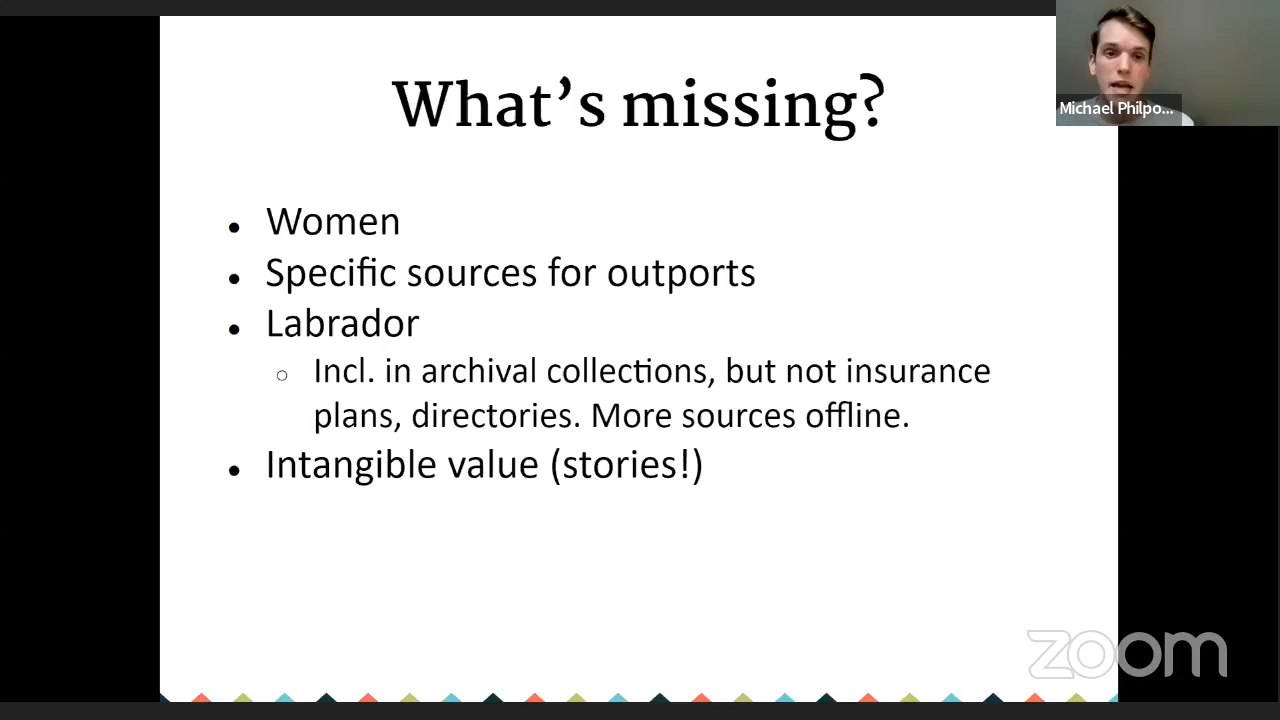 What's missing?
Michael Philpo...
● Women
● Specific sources for outports
● Labrador
○ Incl. in archival collections, but not insurance
plans, directories. More sources offline.
● Intangible value (stories!)
zoom